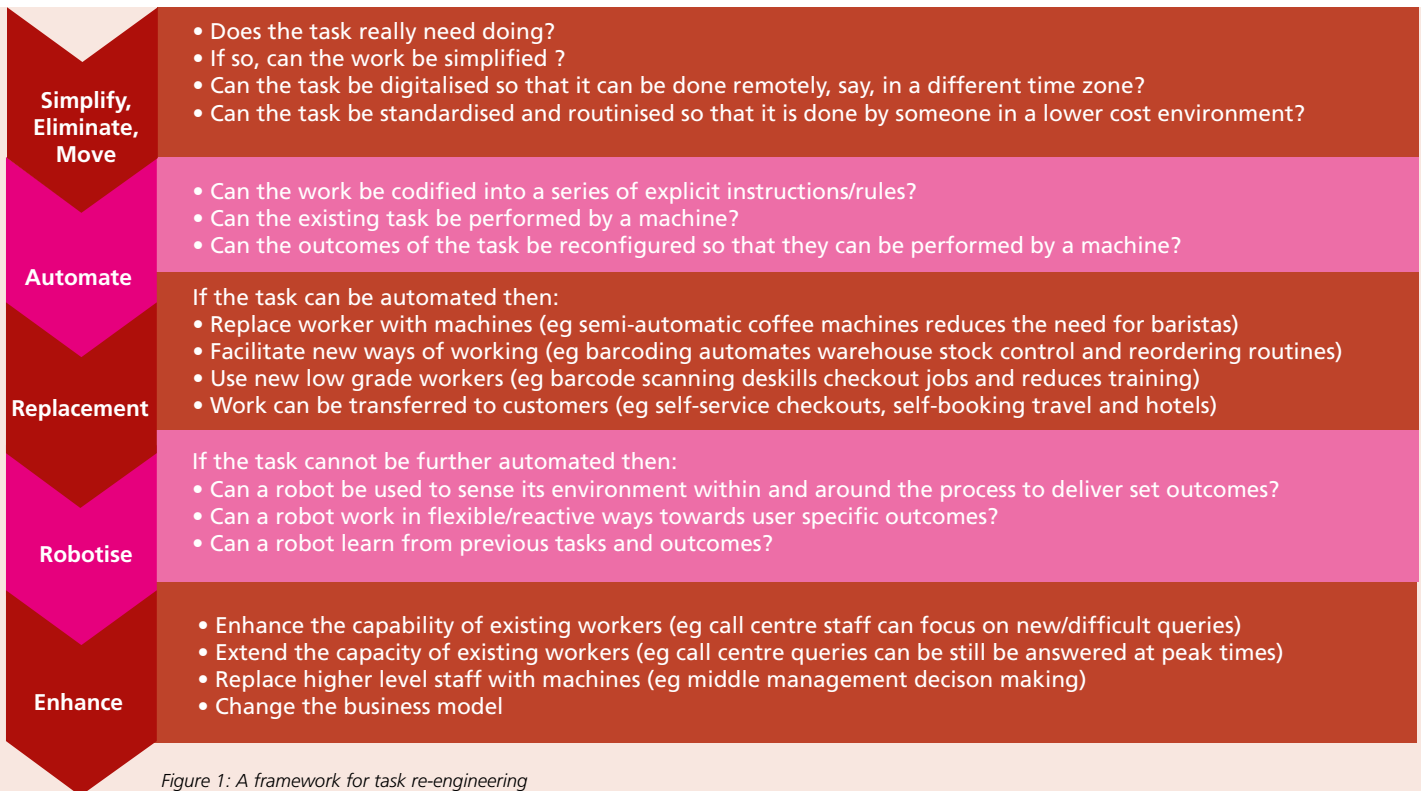 Simplify,
Eliminate,
Move
• Does the task really need doing?
• If so, can the work be simplified ?
• Can the task be digitalised so that it can be done remotely, say, in a different time zone?
• Can the task be standardised and routinised so that it is done by someone in a lower cost environment?
Automate
• Can the work be codified into a series of explicit instructions/rules?
• Can the existing task be performed by a machine?
• Can the outcomes of the task be reconfigured so that they can be performed by a machine?
Replacement
If the task can be automated then:
• Replace worker with machines (eg semi-automatic coffee machines reduces the need for baristas)
• Facilitate new ways of working (eg barcoding automates warehouse stock control and reordering routines)
• Use new low grade workers (eg barcode scanning deskills checkout jobs and reduces training)
• Work can be transferred to customers (eg self-service checkouts, self-booking travel and hotels)
Robotise
If the task cannot be further automated then:
• Can a robot be used to sense its environment within and around the process to deliver set outcomes?
• Can a robot work in flexible/reactive ways towards user specific outcomes?
• Can a robot learn from previous tasks and outcomes?
Enhance
• Enhance the capability of existing workers (eg call centre staff can focus on new/difficult queries)
• Extend the capacity of existing workers (eg call centre queries can be still be answered at peak times)
• Replace higher level staff with machines (eg middle management decison making)
• Change the business model
Figure 1: A framework for task re-engineering